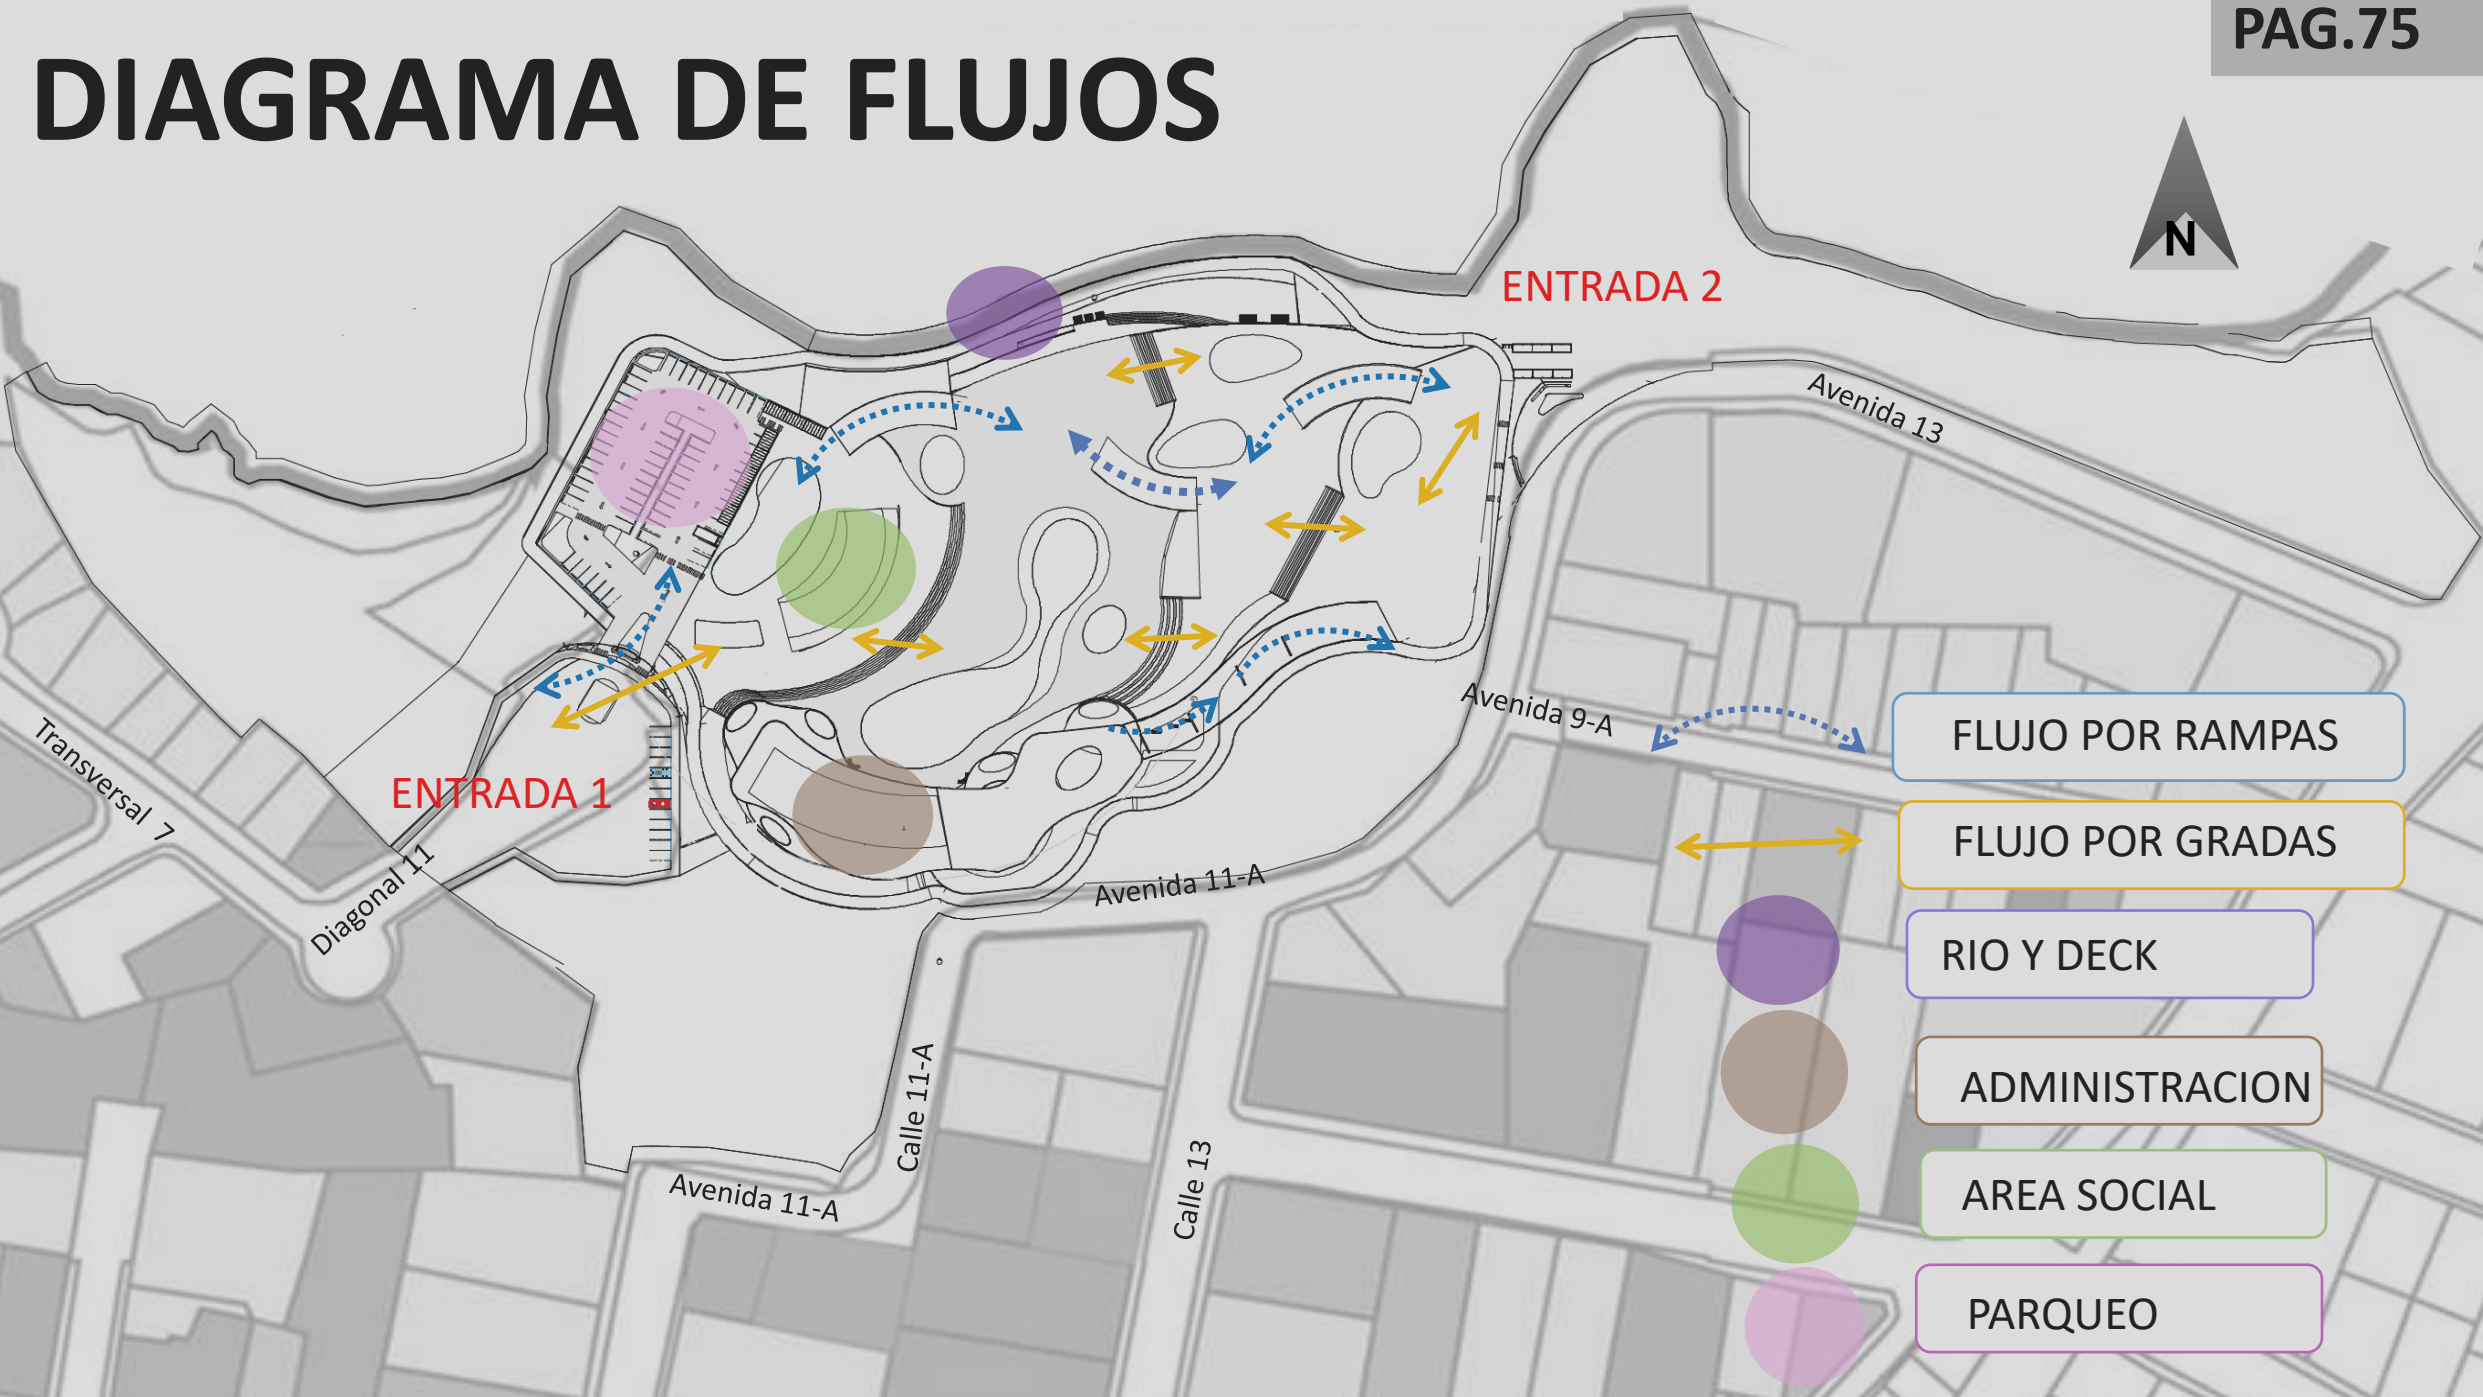 PAG.75
DIAGRAMA DE FLUJOS
N
ENTRADA 2
Avenida 13
Avenida 9-A
Transversal 7
ENTRADA 1
Diagonal 11
Avenida 11-A
Calle 11-A
Calle 13
Avenida 11-A
FLUJO POR RAMPAS
FLUJO POR GRADAS
RIO Y DECK
ADMINISTRACION
AREA SOCIAL
PARQUEO